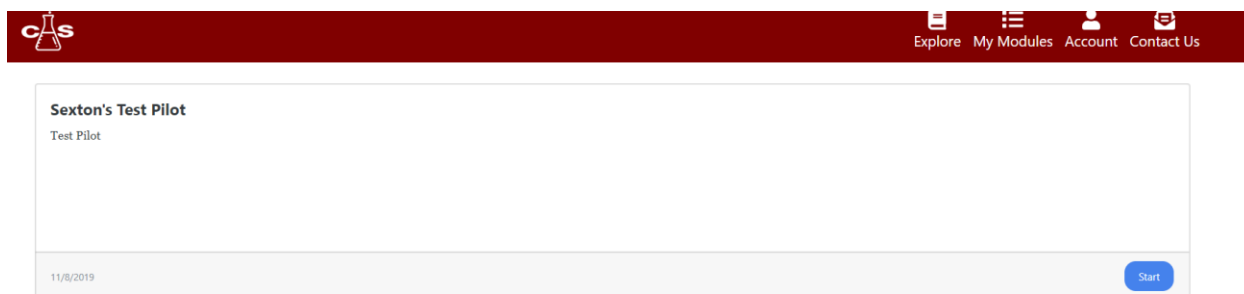 CAS
Explore My Modules Account Contact Us
Sexton's Test Pilot
Test Pilot
11/8/2019
Start